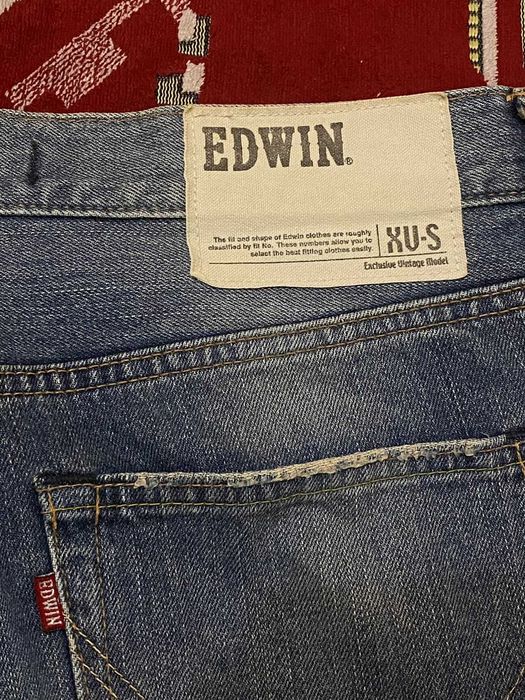 EDWIN®
The fit and shape of Edwin clothes are roughly
classified by fit No. These numbers allow you to
select the best fitting clothes easily.
XU-S
Exclusive Vintage Model
EDWIN